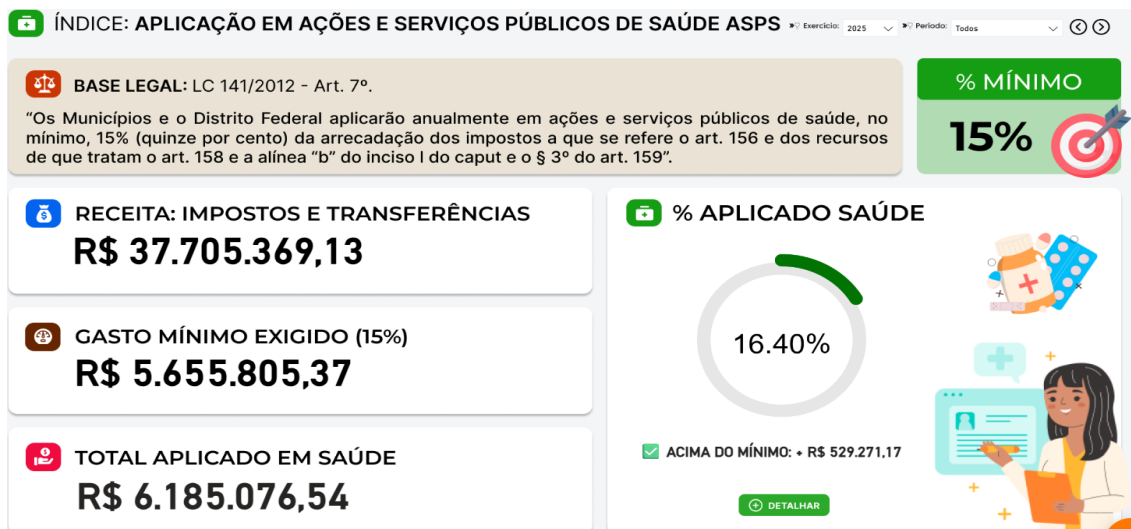 ÍNDICE: APLICAÇÃO EM AÇÕES E SERVIÇOS PÚBLICOS DE SAÚDE ASPS
Exercício: 2025
Período: Todos
BASE LEGAL: LC 141/2012 - Art. 7º.
“Os Municípios e o Distrito Federal aplicarão anualmente em ações e serviços públicos de saúde, no
mínimo, 15% (quinze por cento) da arrecadação dos impostos a que se refere o art. 156 e dos recursos
de que tratam o art. 158 e a alínea “b” do inciso I do caput e o § 3º do art. 159”.
% MÍNIMO
15%
RECEITA: IMPOSTOS E TRANSFERÊNCIAS
R$ 37.705.369,13
GASTO MÍNIMO EXIGIDO (15%)
R$ 5.655.805,37
TOTAL APLICADO EM SAÚDE
R$ 6.185.076,54
% APLICADO SAÚDE
16.40%
ACIMA DO MÍNIMO: + R$ 529.271,17
DETALHAR